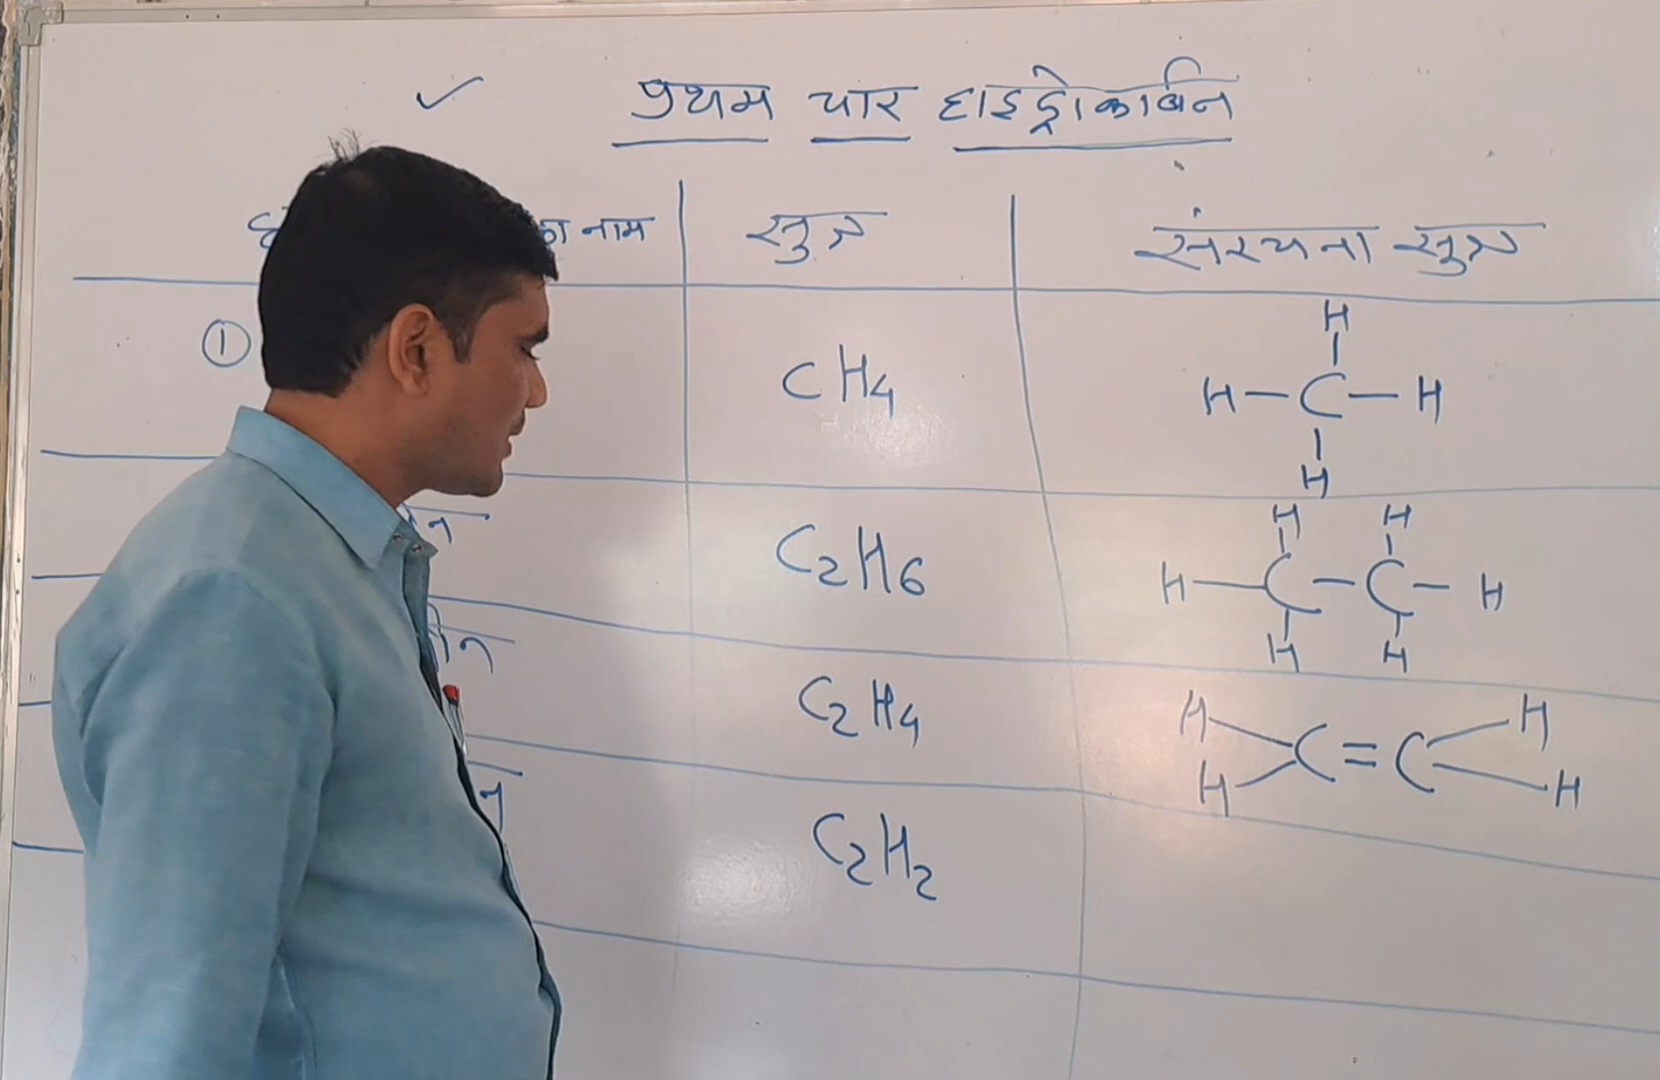 प्रथम चार हाइड्रोकार्बन
का नाम सुत्र संरचना सुत्र
① CH4
H
H—C—H
H
C2H6
H H
H—C—C—H
H H
C2H4
H H
C=C
H H
C2H2